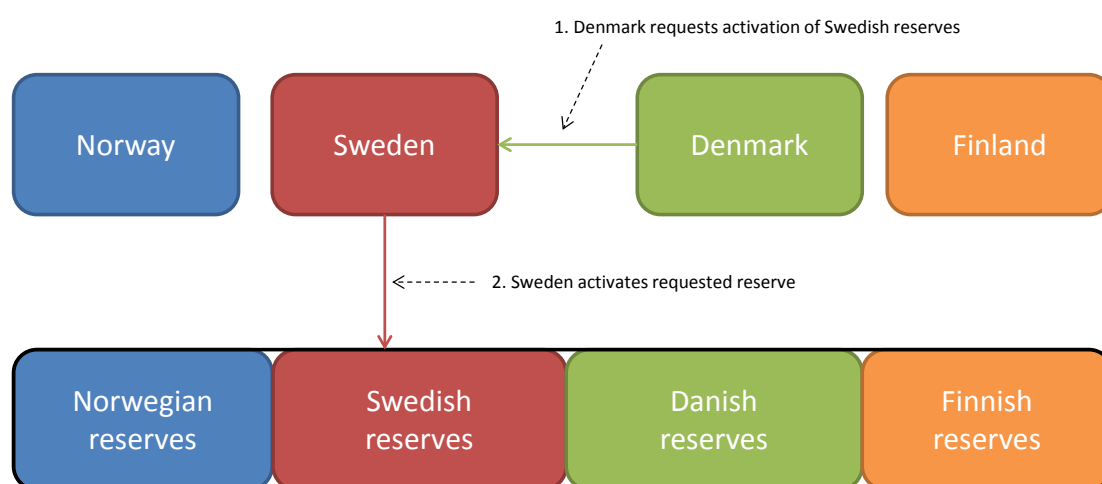 1. Denmark requests activation of Swedish reserves
Norway
Sweden
Denmark
Finland
2. Sweden activates requested reserve
Norwegian
reserves
Swedish
reserves
Danish
reserves
Finnish
reserves